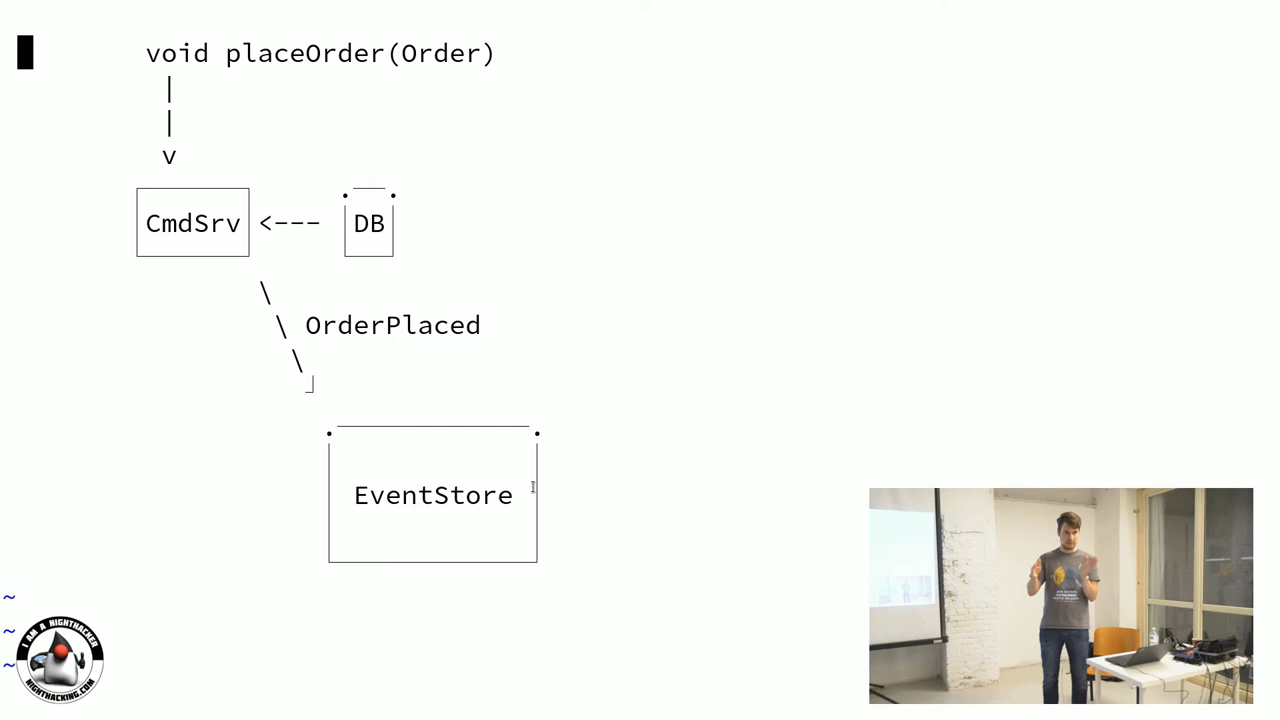 void placeOrder(Order)
|
|
v
CmdSrv <--- DB
\
\ OrderPlaced
\
EventStore
~
~
~
I AM A NIGHTHACKER
NIGHTHACKING.COM